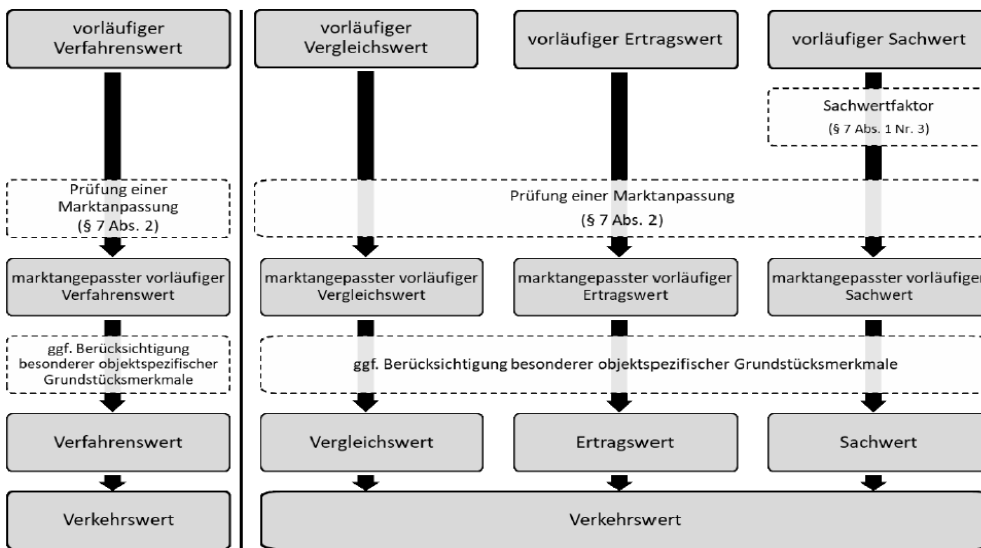 vorläufiger
Verfahrenswert
vorläufiger
Vergleichswert
vorläufiger Ertragswert
vorläufiger Sachwert
Sachwertfaktor
(§ 7 Abs. 1 Nr. 3)
Prüfung einer
Marktanpassung
(§ 7 Abs. 2)
Prüfung einer Marktanpassung
(§ 7 Abs. 2)
marktangepasster vorläufiger
Verfahrenswert
marktangepasster vorläufiger
Vergleichswert
marktangepasster vorläufiger
Ertragswert
marktangepasster vorläufiger
Sachwert
ggf. Berücksichtigung
besonderer objektspezifischer
Grundstücksmerkmale
ggf. Berücksichtigung besonderer objektspezifischer Grundstücksmerkmale
Verfahrenswert
Vergleichswert
Ertragswert
Sachwert
Verkehrswert
Verkehrswert